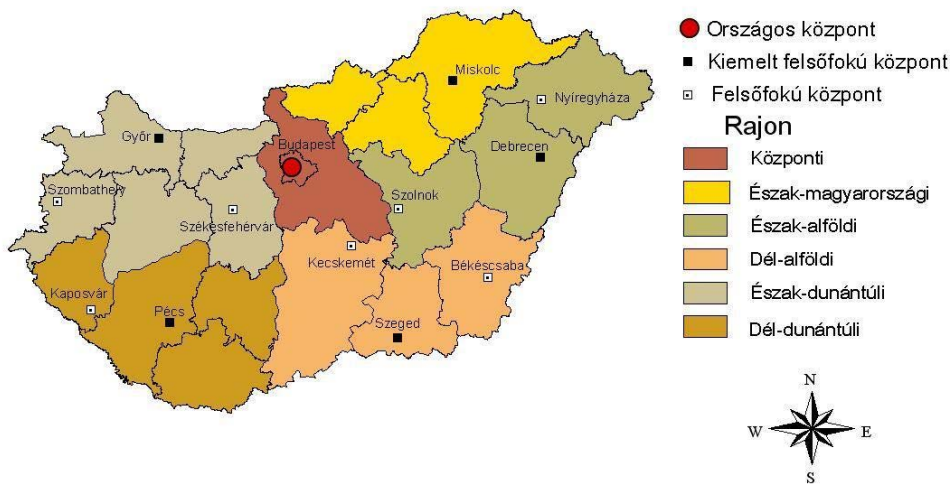 Miskolc
Nyíregyháza
Győr
Debrecen
Budapest
Szombathely
Szolnok
Székesfehérvár
Kecskemét
Békéscsaba
Kaposvár
Pécs
Szeged
Országos központ
Kiemelt felsőfokú központ
Felsőfokú központ
Rajon
Központi
Észak-magyarországi
Észak-alföldi
Dél-alföldi
Észak-dunántúli
Dél-dunántúli
N
W E
S